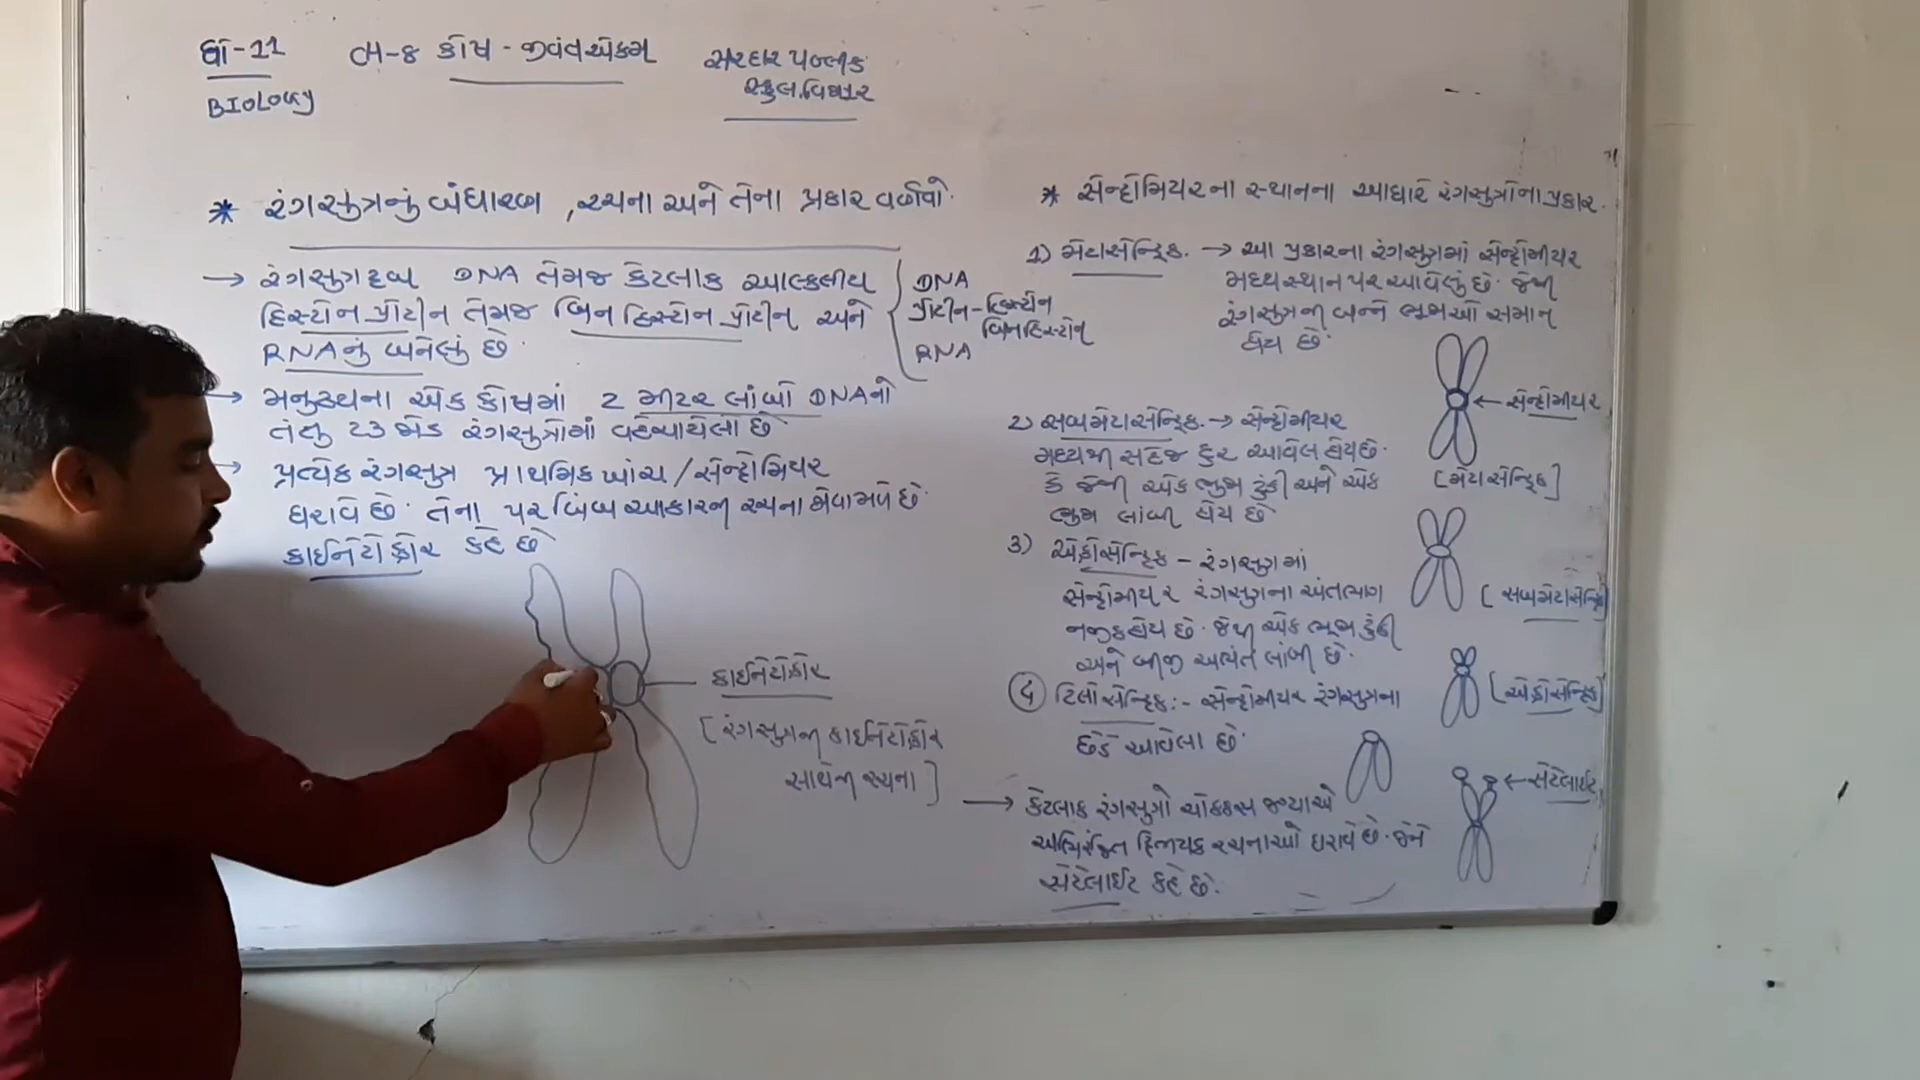 ધો-11
BIOLOGY
પાઠ-8 કોષ - જીવંત એકમ
સરદાર પબ્લીક
સ્કુલ.વિધાર
* રંગસુત્રનું બંધારણ , રચના અને તેના પ્રકાર વર્ણવો.
→ રંગસુત્રદ્રવ્ય DNA તેમજ કેટલાક આલ્કલીય
હિસ્ટોન પ્રોટીન તેમજ બિન હિસ્ટોન પ્રોટીન અને
RNAનું બનેલું છે.
DNA
પ્રોટીન-હિસ્ટોન
બિનહિસ્ટોન
RNA
→ મનુષ્યના એક કોષમાં 2 મીટર લાંબો DNAનો
તંતુ 23 જોડ રંગસુત્રોમાં વહેંચાયેલો છે
→ પ્રત્યેક રંગસુત્ર પ્રાથમિક ખાંચ/સેન્ટ્રોમિયર
ધરાવે છે. તેના પર બિંબ આકારની રચના જોવા મળે છે.
કાઈનેટોકોર કહે છે
કાઈનેટોકોર
[રંગસુત્રની કાઈનેટોકોર
સાથેની રચના]
* સેન્ટ્રોમિયરના સ્થાનના આધારે રંગસુત્રોના પ્રકાર.
1) મેટાસેન્ટ્રિક. → આ પ્રકારના રંગસુત્રમાં સેન્ટ્રોમીયર
મધ્યસ્થાન પર આવેલું છે. જેથી
રંગસુત્રની બન્ને ભૂજાઓ સમાન
હોય છે.
← સેન્ટ્રોમીયર
[મેટાસેન્ટ્રિક]
2) સબમેટાસેન્ટ્રિક. → સેન્ટ્રોમીયર
મધ્યથી સહેજ દુર આવેલ હોય છે.
કે જેથી એક ભુજા ટુંકી અને એક
ભુજા લાંબી હોય છે
[સબમેટાસેન્ટ્રિક]
3) એક્રોસેન્ટ્રિક - રંગસુત્રમાં
સેન્ટ્રોમીયર રંગસુત્રના અંતભાગ
નજીક હોય છે. જેથી એક ભૂજા ટુંકી
અને બીજી અત્યંત લાંબી છે.
[એક્રોસેન્ટ્રિક]
4 ટિલોસેન્ટ્રિક:- સેન્ટ્રોમીયર રંગસુત્રના
છેડે આવેલા છે.
→ કેટલાક રંગસુત્રો ચોક્કસ જગ્યાએ
અભિરંજિત દ્વિતીયક રચનાઓ ધરાવે છે. જેને
સેટેલાઈટ કહે છે.
← સેટેલાઈટ